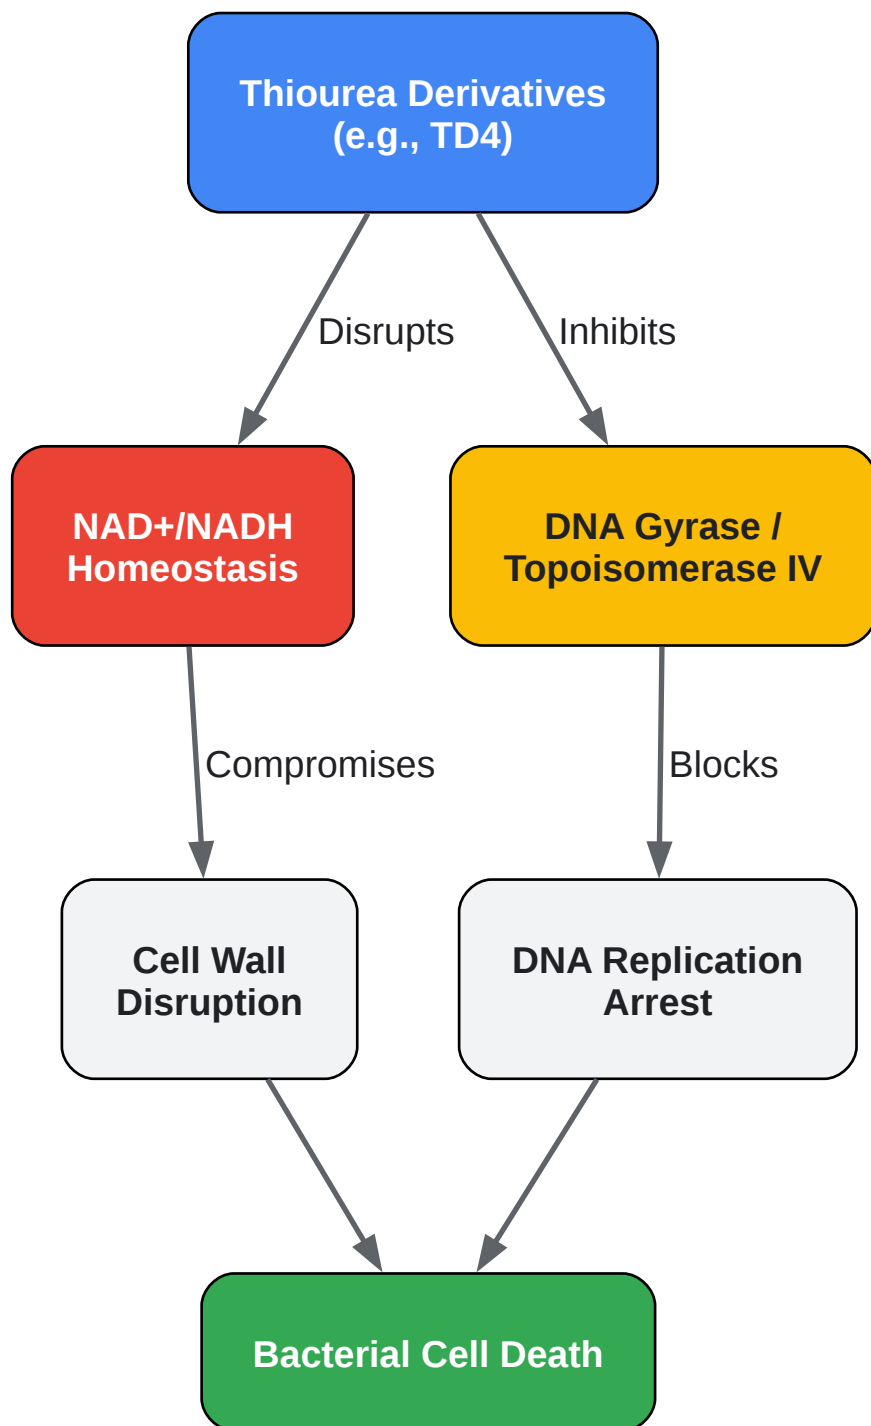 Thiourea Derivatives
(e.g., TD4)
Disrupts
Inhibits
NAD+/NADH
Homeostasis
DNA Gyrase /
Topoisomerase IV
Compromises
Blocks
Cell Wall
Disruption
DNA Replication
Arrest
Bacterial Cell Death